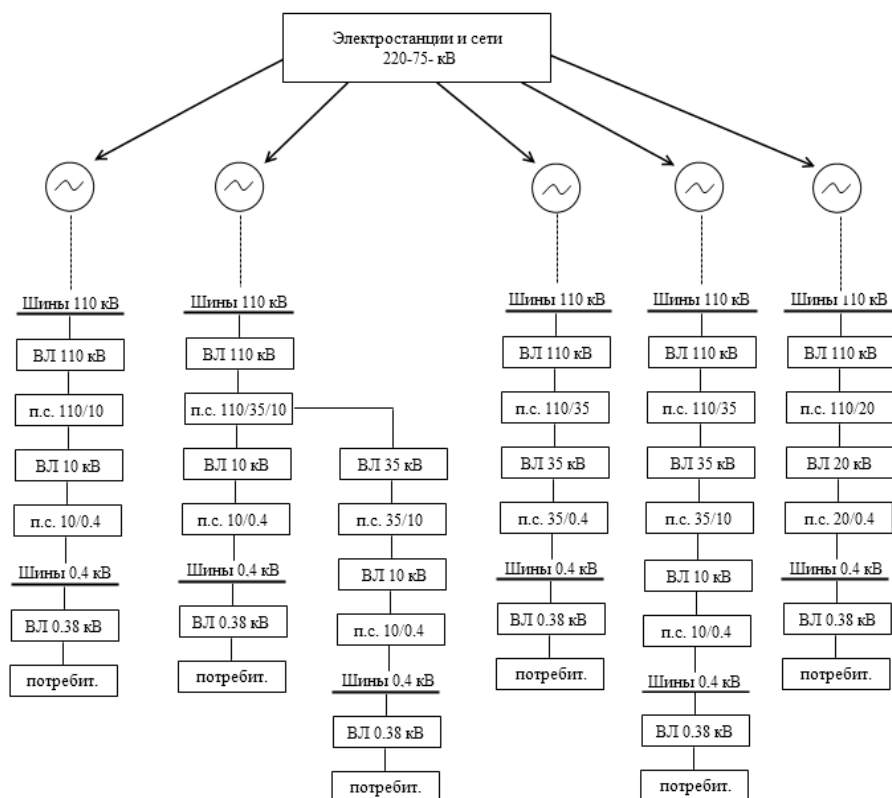 Электростанции и сети
220-75- кВ
Шины 110 кВ
ВЛ 110 кВ
п.с. 110/10
ВЛ 10 кВ
п.с. 10/0.4
Шины 0.4 кВ
ВЛ 0.38 кВ
потребит.
Шины 110 кВ
ВЛ 110 кВ
п.с. 110/35/10
ВЛ 10 кВ
п.с. 10/0.4
Шины 0.4 кВ
ВЛ 0.38 кВ
потребит.
ВЛ 35 кВ
п.с. 35/10
ВЛ 10 кВ
п.с. 10/0.4
Шины 0.4 кВ
ВЛ 0.38 кВ
потребит.
Шины 110 кВ
ВЛ 110 кВ
п.с. 110/35
ВЛ 35 кВ
п.с. 35/0.4
Шины 0.4 кВ
ВЛ 0.38 кВ
потребит.
Шины 110 кВ
ВЛ 110 кВ
п.с. 110/35
ВЛ 35 кВ
п.с. 35/10
ВЛ 10 кВ
п.с. 10/0.4
Шины 0.4 кВ
ВЛ 0.38 кВ
потребит.
Шины 110 кВ
ВЛ 110 кВ
п.с. 110/20
ВЛ 20 кВ
п.с. 20/0.4
Шины 0.4 кВ
ВЛ 0.38 кВ
потребит.